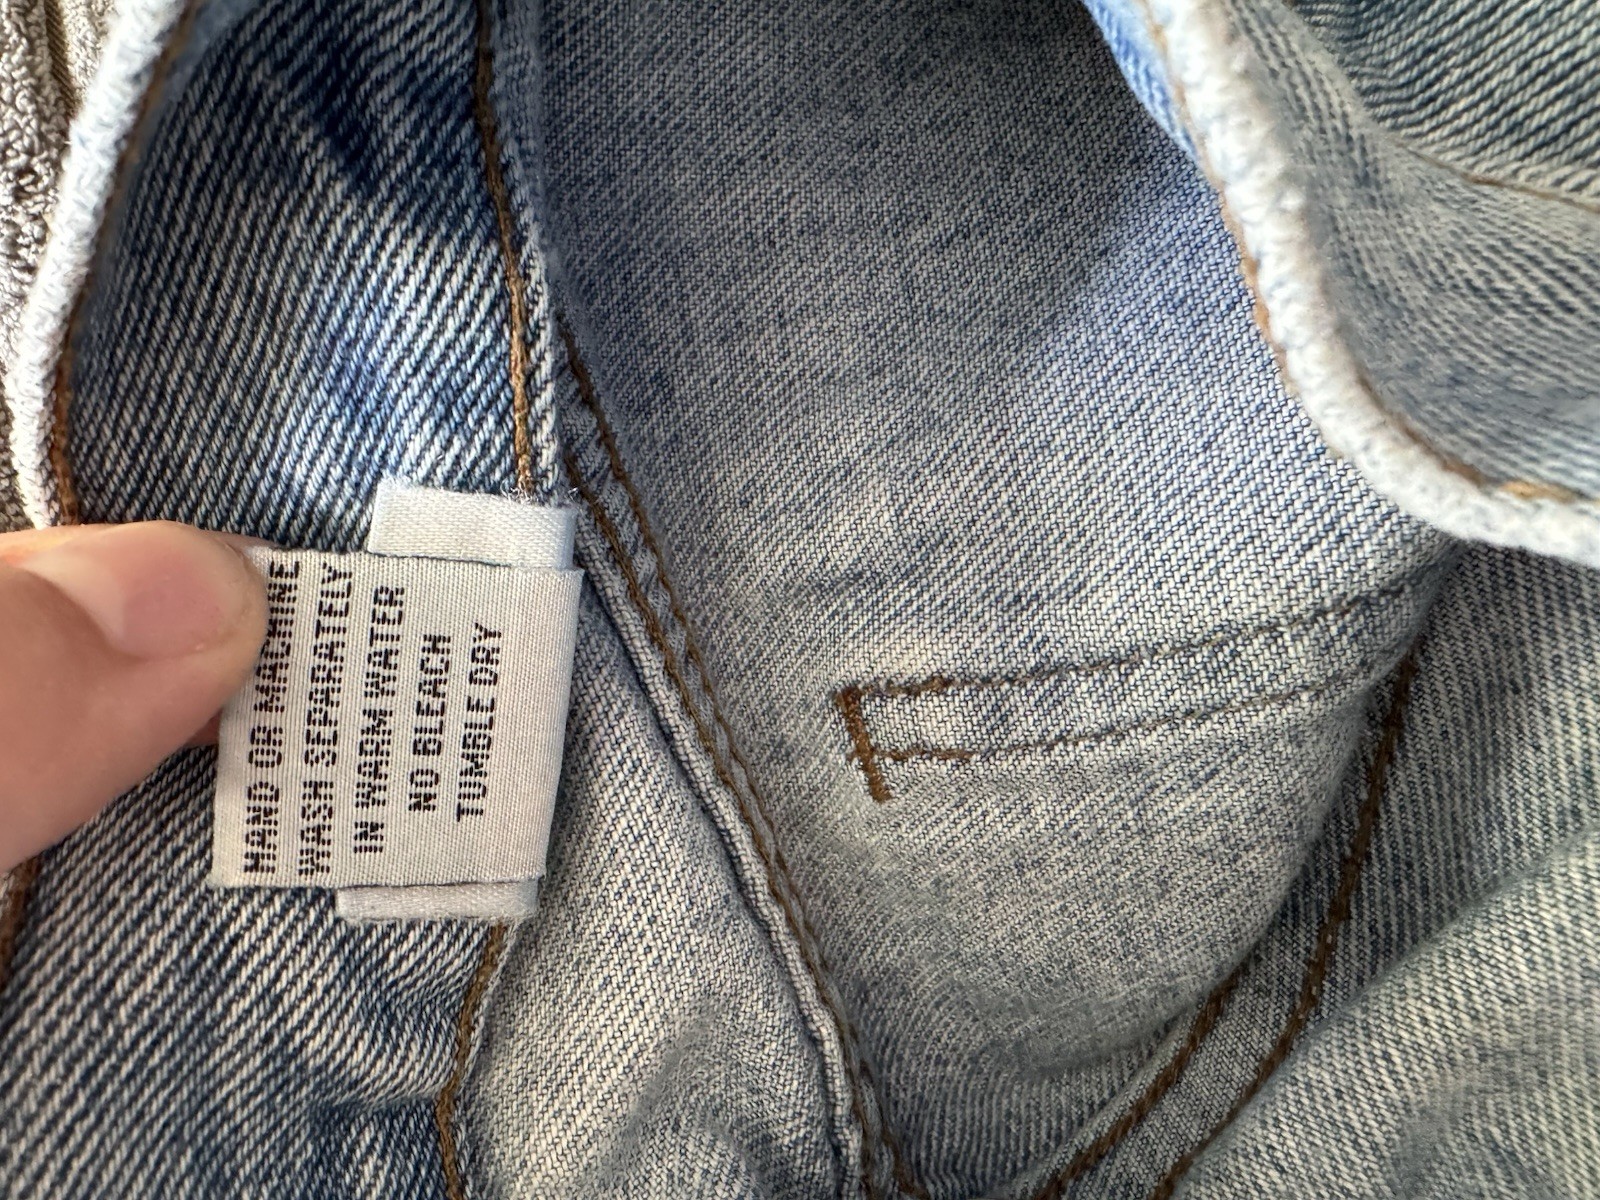 HAND OR MACHINE
WASH SEPARATELY
IN WARM WATER
NO BLEACH
TUMBLE DRY